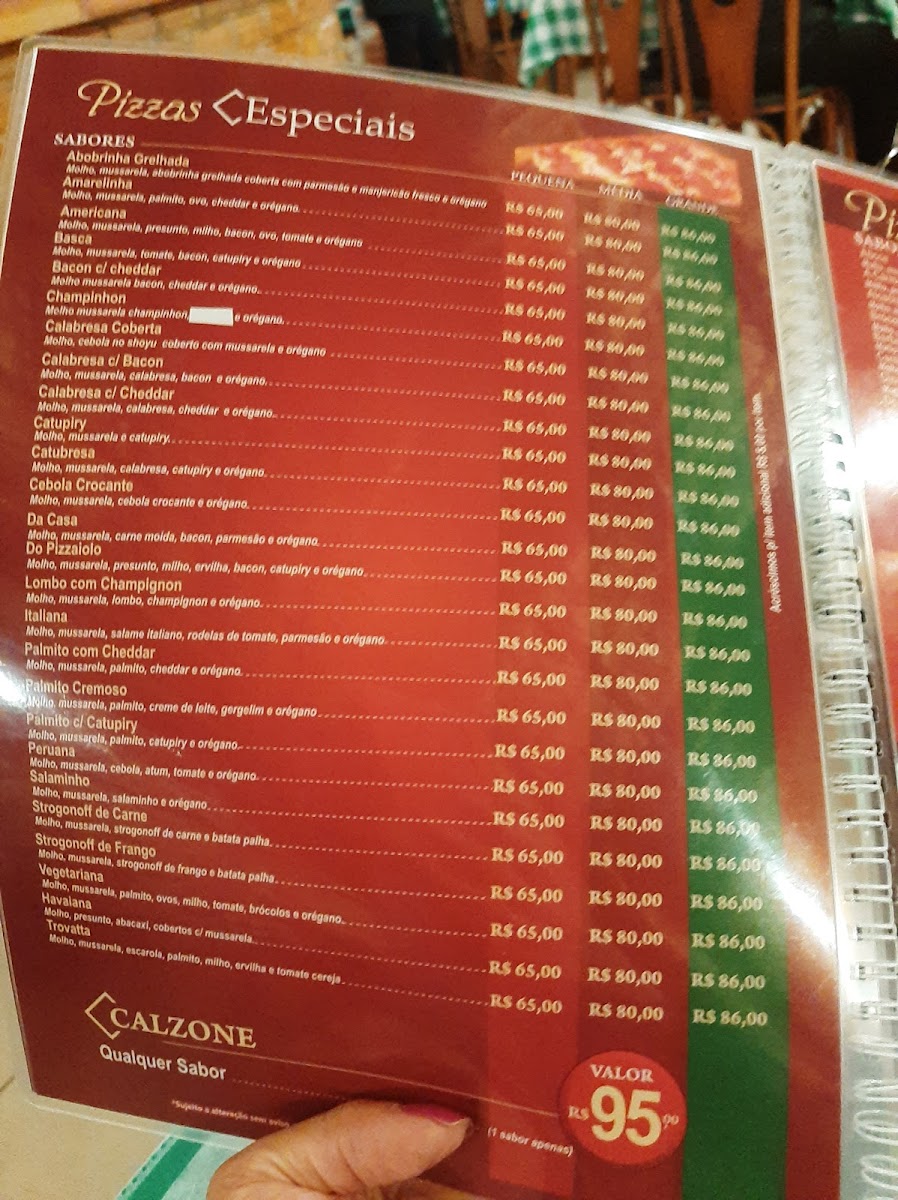 Pizzas Especiais
SABORES
PEQUENA MÉDIA GRANDE
Abobrinha Grelhada
Molho, mussarela, abobrinha grelhada coberta com parmesão e manjericão fresco e orégano R$ 65,00 R$ 80,00 R$ 86,00
Amarelinha
Molho, mussarela, palmito, ovo, cheddar e orégano. R$ 65,00 R$ 80,00 R$ 86,00
Americana
Molho, mussarela, presunto, milho, bacon, ovo, tomate e orégano R$ 65,00 R$ 80,00 R$ 86,00
Basca
Molho, mussarela, tomate, bacon, catupiry e orégano R$ 65,00 R$ 80,00 R$ 86,00
Bacon c/ cheddar
Molho mussarela bacon, cheddar e orégano. R$ 65,00 R$ 80,00 R$ 86,00
Champinhon
Molho mussarela champinhon, e orégano. R$ 65,00 R$ 80,00 R$ 86,00
Calabresa Coberta
Molho, cebola no shoyu coberto com mussarela e orégano R$ 65,00 R$ 80,00 R$ 86,00
Calabresa c/ Bacon
Molho, mussarela, calabresa, bacon e orégano. R$ 65,00 R$ 80,00 R$ 86,00
Calabresa c/ Cheddar
Molho, mussarela, calabresa, cheddar e orégano. R$ 65,00 R$ 80,00 R$ 86,00
Catupiry
Molho, mussarela e catupiry. R$ 65,00 R$ 80,00 R$ 86,00
Catubresa
Molho, mussarela, calabresa, catupiry e orégano. R$ 65,00 R$ 80,00 R$ 86,00
Cebola Crocante
Molho, mussarela, cebola crocante e orégano. R$ 65,00 R$ 80,00 R$ 86,00
Da Casa
Molho, mussarela, carne moida, bacon, parmesão e orégano. R$ 65,00 R$ 80,00 R$ 86,00
Do Pizzaiolo
Molho, mussarela, presunto, milho, ervilha, bacon, catupiry e orégano R$ 65,00 R$ 80,00 R$ 86,00
Lombo com Champignon
Molho, mussarela, lombo, champignon e orégano. R$ 65,00 R$ 80,00 R$ 86,00
Italiana
Molho, mussarela, salame italiano, rodelas de tomate, parmesão e orégano R$ 65,00 R$ 80,00 R$ 86,00
Palmito com Cheddar
Molho, mussarela, palmito, cheddar e orégano. R$ 65,00 R$ 80,00 R$ 86,00
Palmito Cremoso
Molho, mussarela, palmito, creme de leite, gergelim e orégano R$ 65,00 R$ 80,00 R$ 86,00
Palmito c/ Catupiry
Molho, mussarela, palmito, catupiry e orégano. R$ 65,00 R$ 80,00 R$ 86,00
Peruana
Molho, mussarela, cebola, atum, tomate e orégano R$ 65,00 R$ 80,00 R$ 86,00
Salaminho
Molho, mussarela, salaminho e orégano R$ 65,00 R$ 80,00 R$ 86,00
Strogonoff de Carne
Molho, mussarela, strogonoff de carne e batata palha. R$ 65,00 R$ 80,00 R$ 86,00
Strogonoff de Frango
Molho, mussarela, strogonoff de frango e batata palha R$ 65,00 R$ 80,00 R$ 86,00
Vegetariana
Molho, mussarela, palmito, ovos, milho, tomate, brócolos e orégano. R$ 65,00 R$ 80,00 R$ 86,00
Havaiana
Molho, presunto, abacaxi, cobertos c/ mussarela R$ 65,00 R$ 80,00 R$ 86,00
Trovatta
Molho, mussarela, escarola, palmito, milho, ervilha e tomate cereja R$ 65,00 R$ 80,00 R$ 86,00
Acréscimos p/ item adicional R$ por item.
CALZONE
Qualquer Sabor
VALOR
R$ 95,00
(1 sabor apenas)
*Sujeito a alteração sem aviso